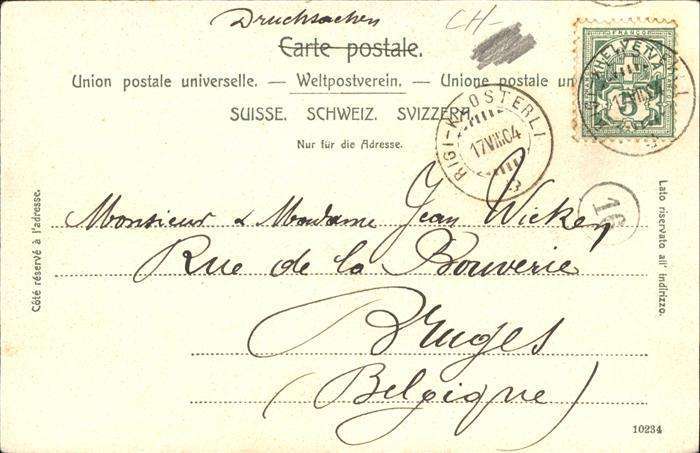 Drucksachen
CH-
Carte postale.
Union postale universelle. — Weltpostverein. — Unione postale un
SUISSE. SCHWEIZ. SVIZZERA.
Nur für die Adresse.
FRANCO
HELVETIA
5
RIGI-KLÖSTERLI
17 VIII 04
Côté réservé à l'adresse.
Lato riservato all' indirizzo.
Monsieur & Madame Jean Wicken
Rue de la Bouverie
Bruges
(Belgique)
10234